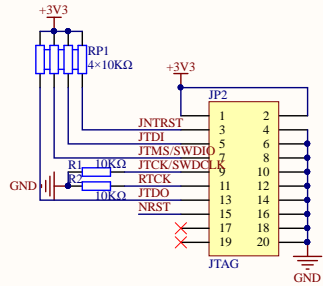 +3V3
RP1
4×10KΩ
+3V3
JP2
1 2
JNTRST 3 4
JTDI 5 6
JTMS/SWDIO 7 8
R1 10KΩ JTCK/SWDCLK 9 10
GND R2 RTCK 11 12
10KΩ JTDO 13 14
NRST 15 16
17 18
19 20
JTAG GND